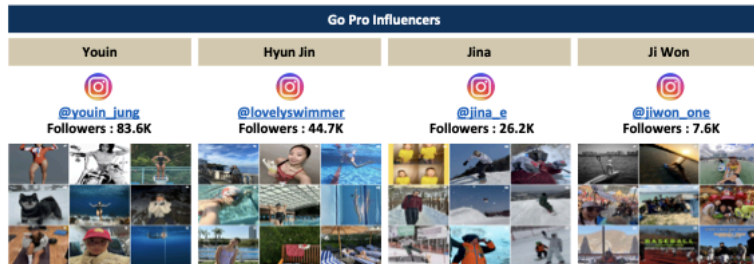 Go Pro Influencers
Youin
Hyun Jin
Jina
Ji Won
@youin_jung
@lovelyswimmer
@jina_e
@jiwon_one
Followers : 83.6K
Followers : 44.7K
Followers : 26.2K
Followers : 7.6K
BASEBALL